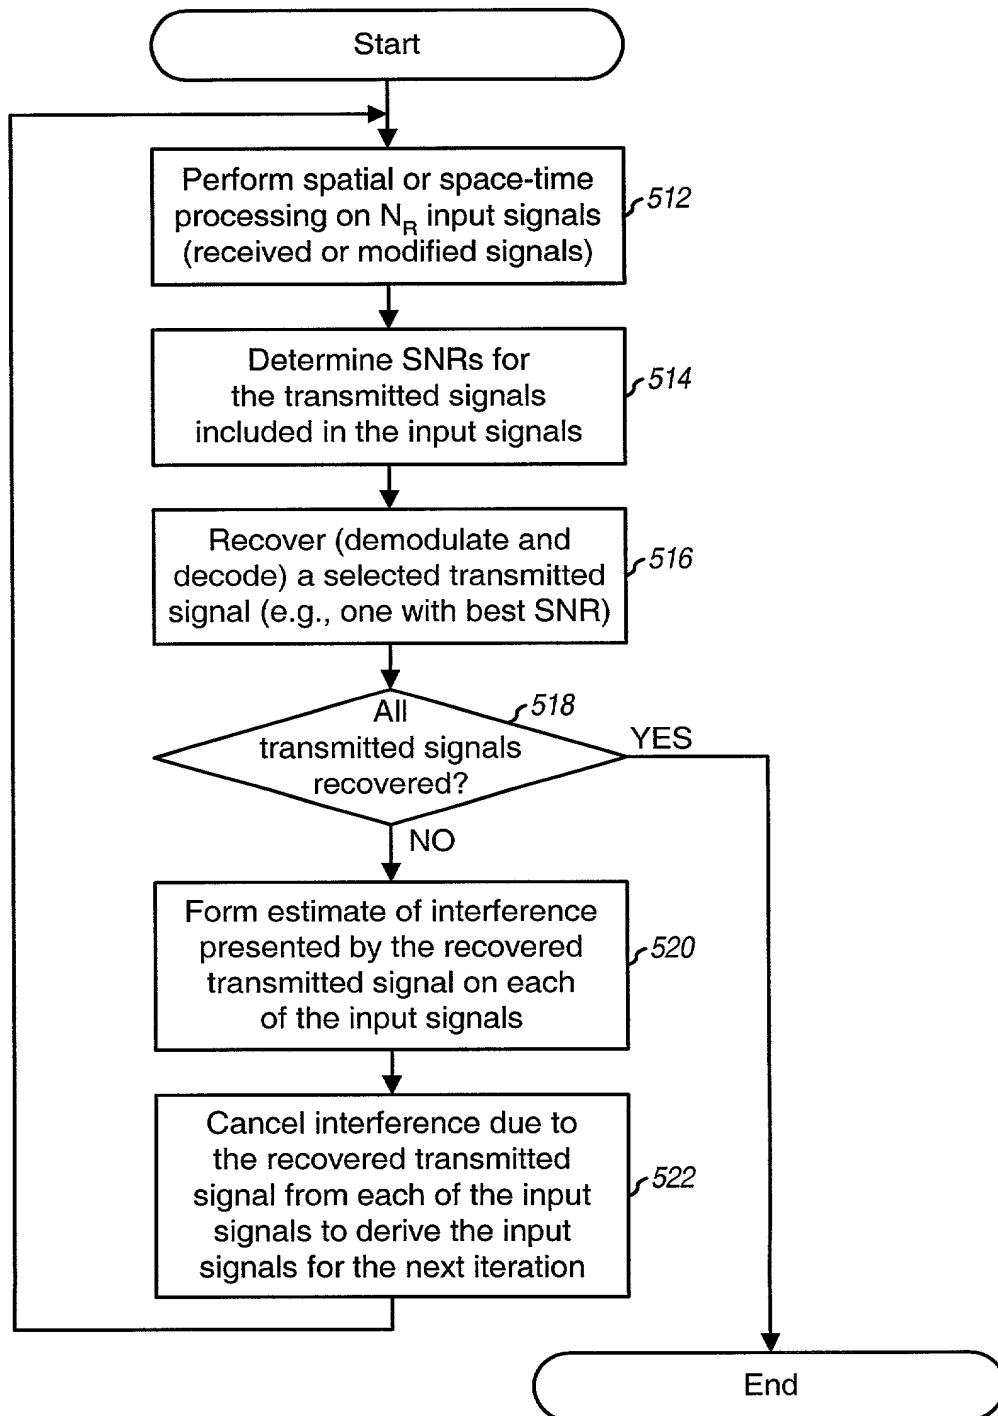 Start
Perform spatial or space-time
processing on N_R input signals
(received or modified signals)
512
Determine SNRs for
the transmitted signals
included in the input signals
514
Recover (demodulate and
decode) a selected transmitted
signal (e.g., one with best SNR)
516
All
transmitted signals
recovered?
518
YES
NO
Form estimate of interference
presented by the recovered
transmitted signal on each
of the input signals
520
Cancel interference due to
the recovered transmitted
signal from each of the input
signals to derive the input
signals for the next iteration
522
End